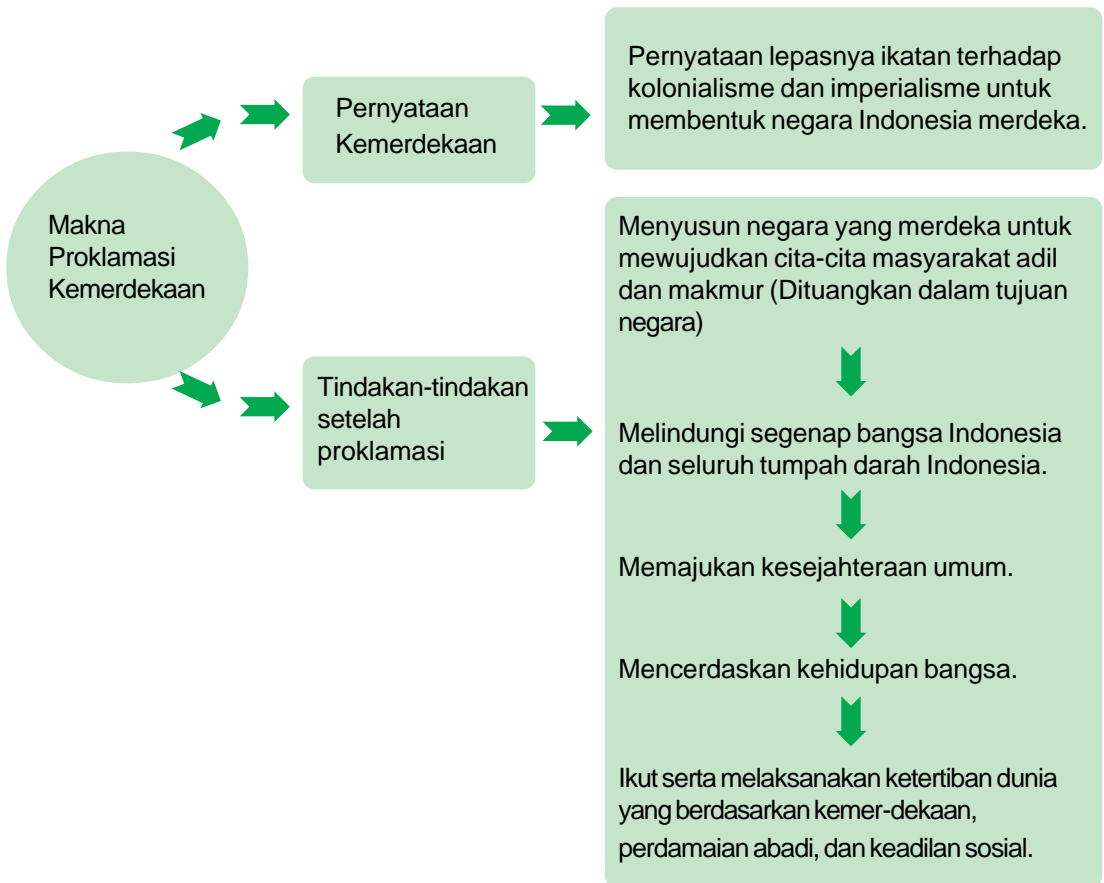 Makna
Proklamasi
Kemerdekaan
Pernyataan
Kemerdekaan
Pernyataan lepasnya ikatan terhadap
kolonialisme dan imperialisme untuk
membentuk negara Indonesia merdeka.
Tindakan-tindakan
setelah
proklamasi
Menyusun negara yang merdeka untuk
mewujudkan cita-cita masyarakat adil
dan makmur (Dituangkan dalam tujuan
negara)
Melindungi segenap bangsa Indonesia
dan seluruh tumpah darah Indonesia.
Memajukan kesejahteraan umum.
Mencerdaskan kehidupan bangsa.
Ikut serta melaksanakan ketertiban dunia
yang berdasarkan kemer-dekaan,
perdamaian abadi, dan keadilan sosial.